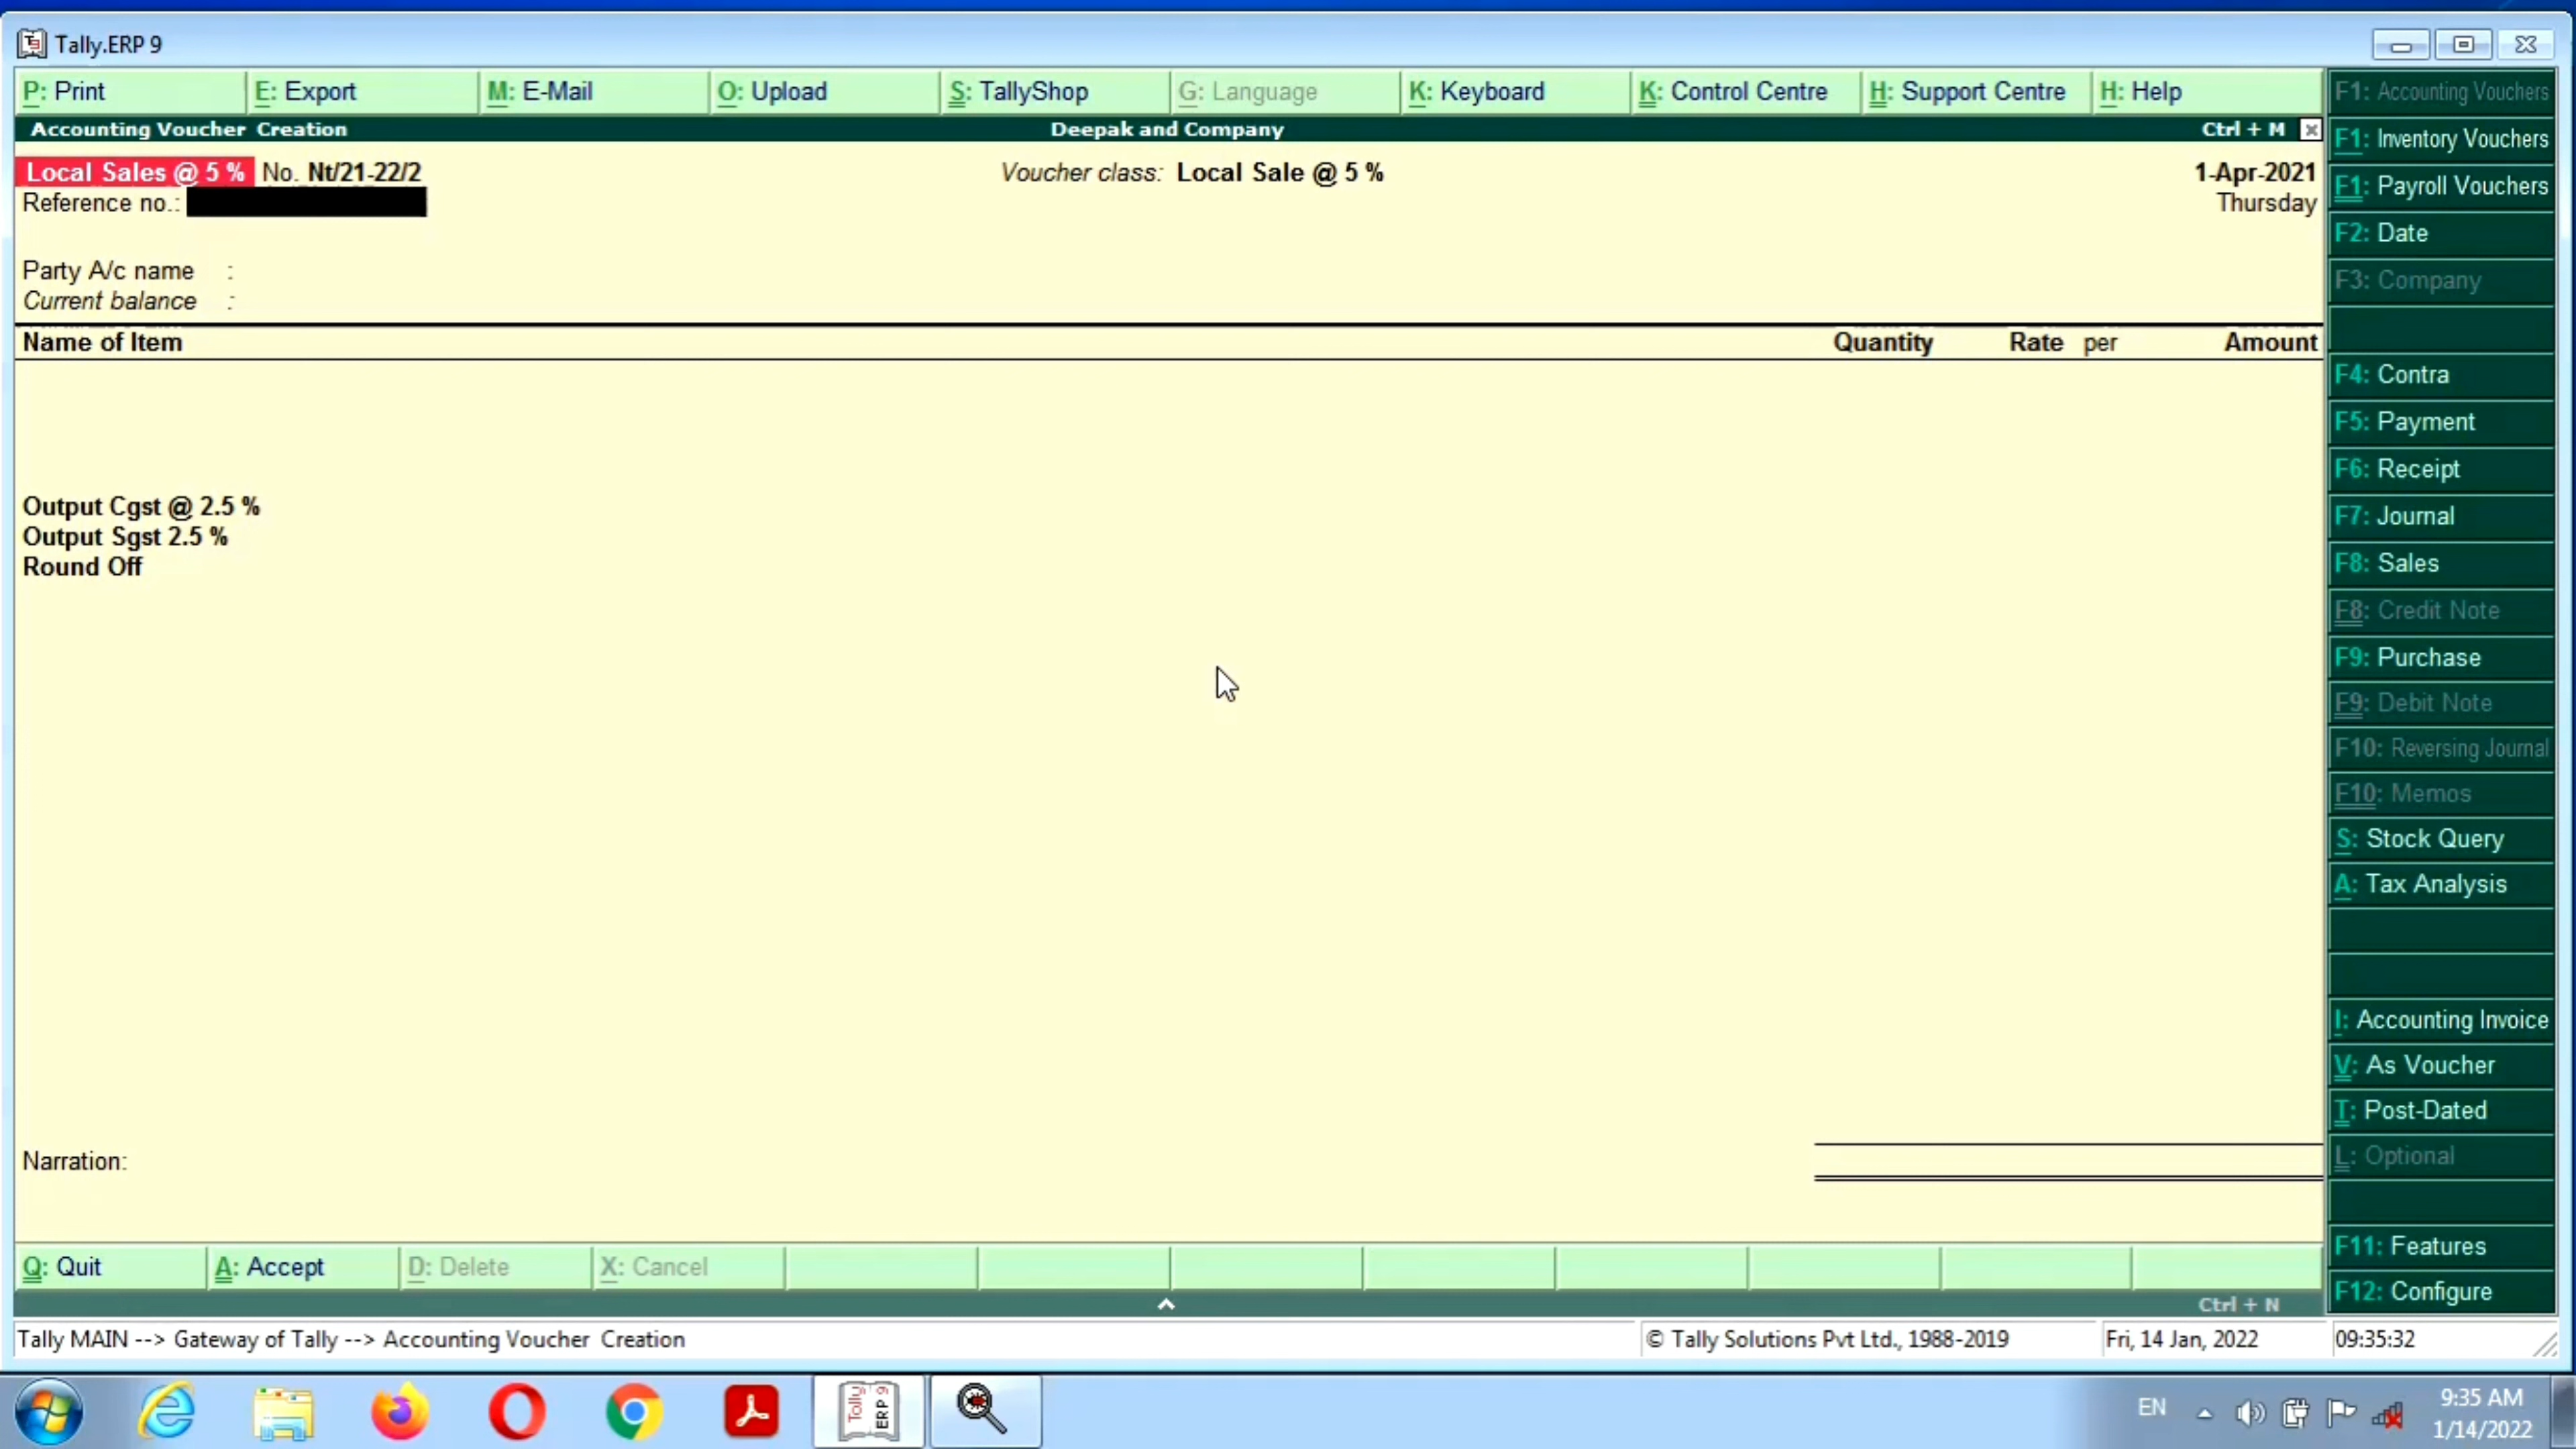 Tally.ERP 9
P: Print E: Export M: E-Mail O: Upload S: TallyShop G: Language K: Keyboard K: Control Centre H: Support Centre H: Help
Accounting Voucher Creation Deepak and Company Ctrl + M
Local Sales @ 5 % No. Nt/21-22/2 Voucher class: Local Sale @ 5 % 1-Apr-2021
Reference no.: Thursday
Party A/c name :
Current balance :
Name of Item Quantity Rate per Amount
Output Cgst @ 2.5 %
Output Sgst 2.5 %
Round Off
Narration:
Q: Quit A: Accept D: Delete X: Cancel
Ctrl + N
F1: Accounting Vouchers
F1: Inventory Vouchers
F1: Payroll Vouchers
F2: Date
F3: Company
F4: Contra
F5: Payment
F6: Receipt
F7: Journal
F8: Sales
F8: Credit Note
F9: Purchase
F9: Debit Note
F10: Reversing Journal
F10: Memos
S: Stock Query
A: Tax Analysis
I: Accounting Invoice
V: As Voucher
T: Post-Dated
L: Optional
F11: Features
F12: Configure
Tally MAIN --> Gateway of Tally --> Accounting Voucher Creation © Tally Solutions Pvt Ltd., 1988-2019 Fri, 14 Jan, 2022 09:35:32
Tally
ERP 9
EN 9:35 AM
1/14/2022